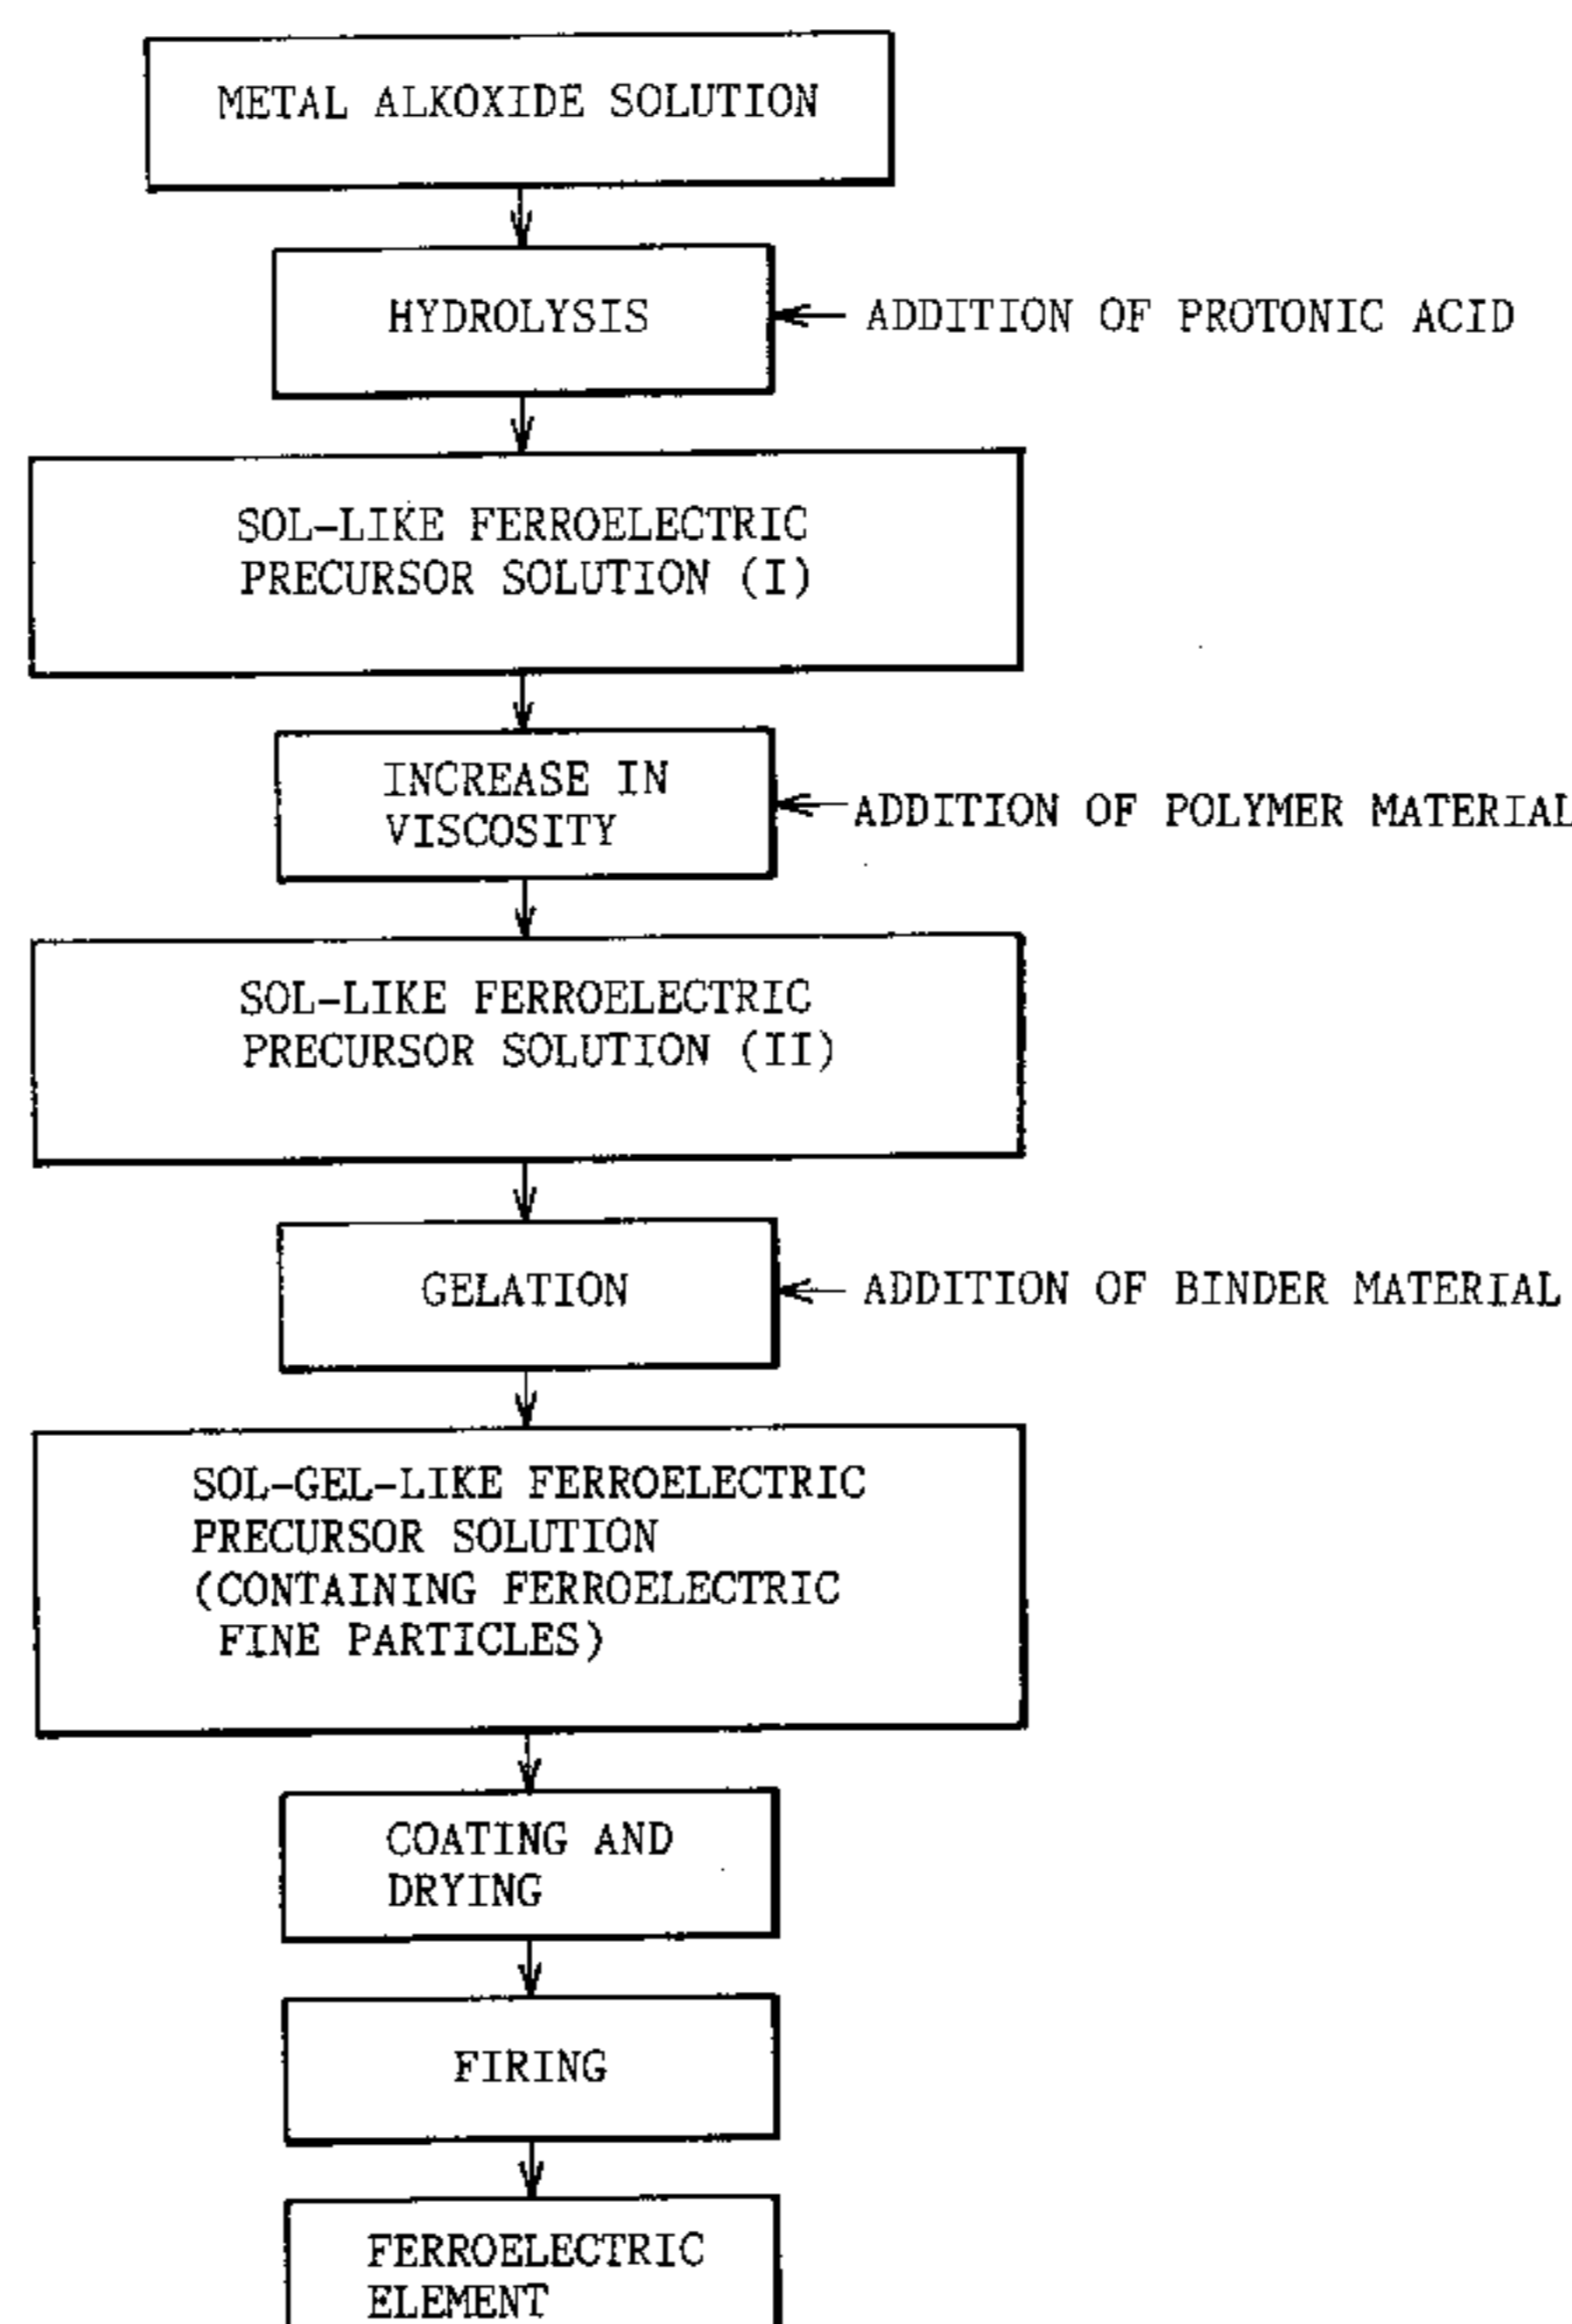 METAL ALKOXIDE SOLUTION
HYDROLYSIS
ADDITION OF PROTONIC ACID
SOL-LIKE FERROELECTRIC
PRECURSOR SOLUTION (I)
INCREASE IN
VISCOSITY
ADDITION OF POLYMER MATERIAL
SOL-LIKE FERROELECTRIC
PRECURSOR SOLUTION (II)
GELATION
ADDITION OF BINDER MATERIAL
SOL-GEL-LIKE FERROELECTRIC
PRECURSOR SOLUTION
(CONTAINING FERROELECTRIC
FINE PARTICLES)
COATING AND
DRYING
FIRING
FERROELECTRIC
ELEMENT